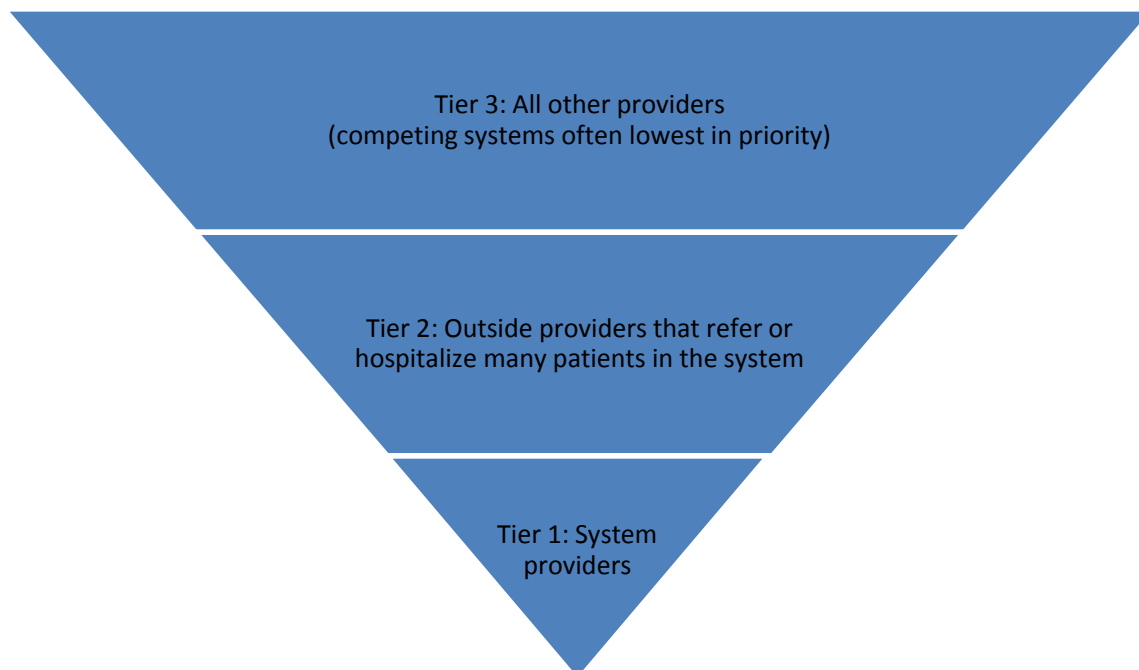 Tier 3: All other providers
(competing systems often lowest in priority)
Tier 2: Outside providers that refer or
hospitalize many patients in the system
Tier 1: System
providers